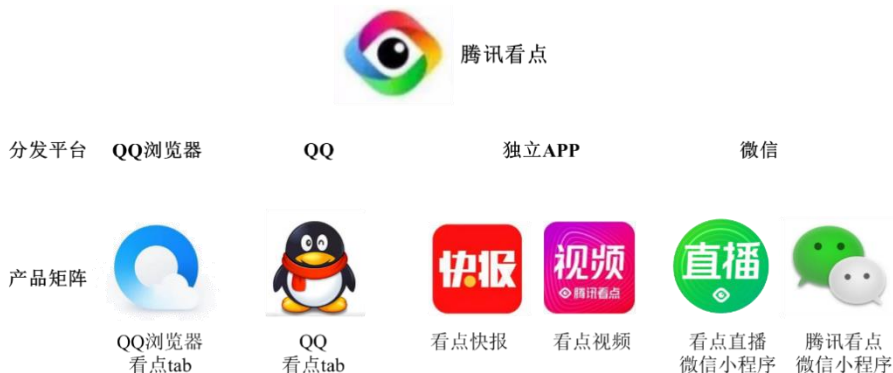 腾讯看点
分发平台 QQ浏览器 QQ 独立APP 微信
快报 视频 直播
腾讯看点
产品矩阵
QQ浏览器 QQ 看点快报 看点视频 看点直播 腾讯看点
看点tab 看点tab 微信小程序 微信小程序